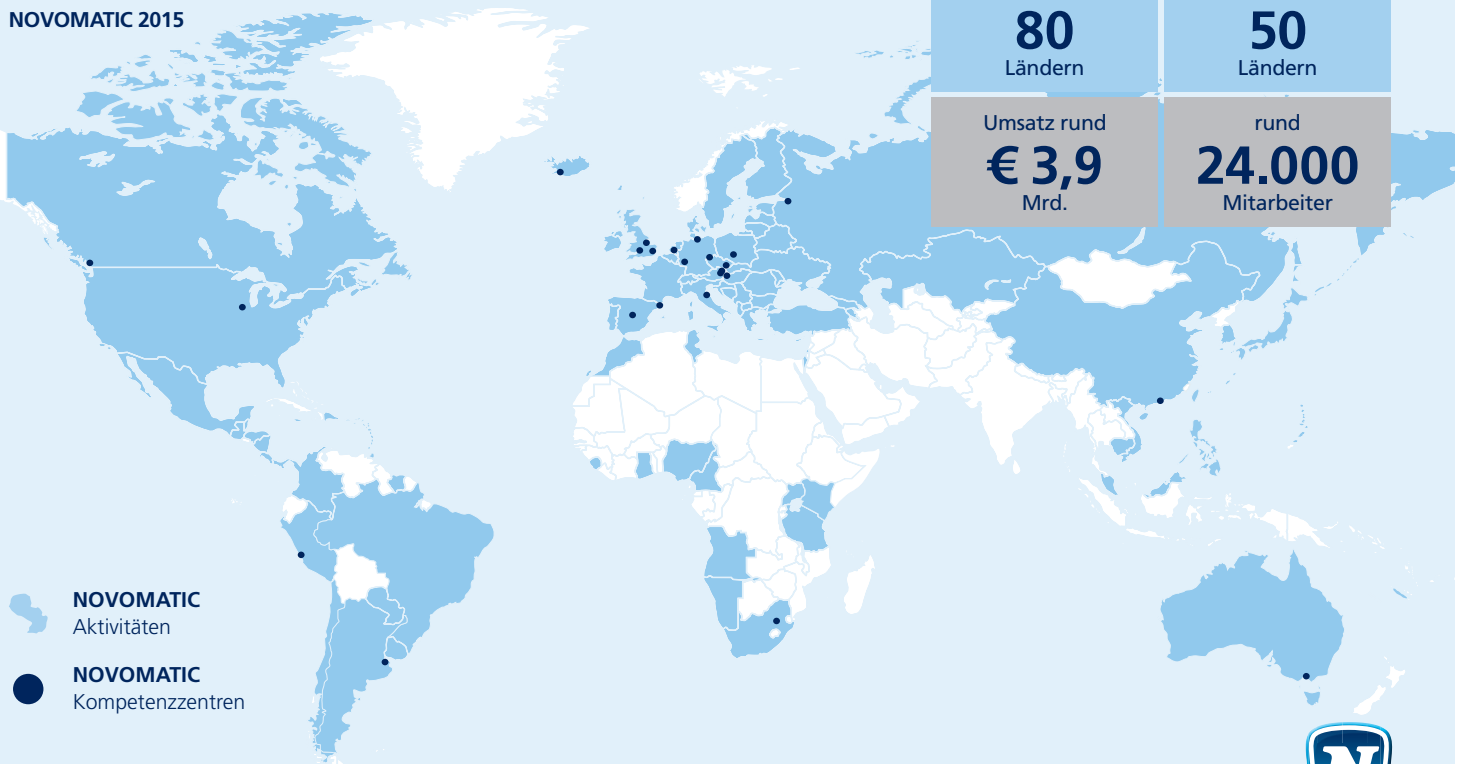 NOVOMATIC 2015
80
Ländern
50
Ländern
Umsatz rund
€ 3,9
Mrd.
rund
24.000
Mitarbeiter
NOVOMATIC
Aktivitäten
NOVOMATIC
Kompetenzzentren
N